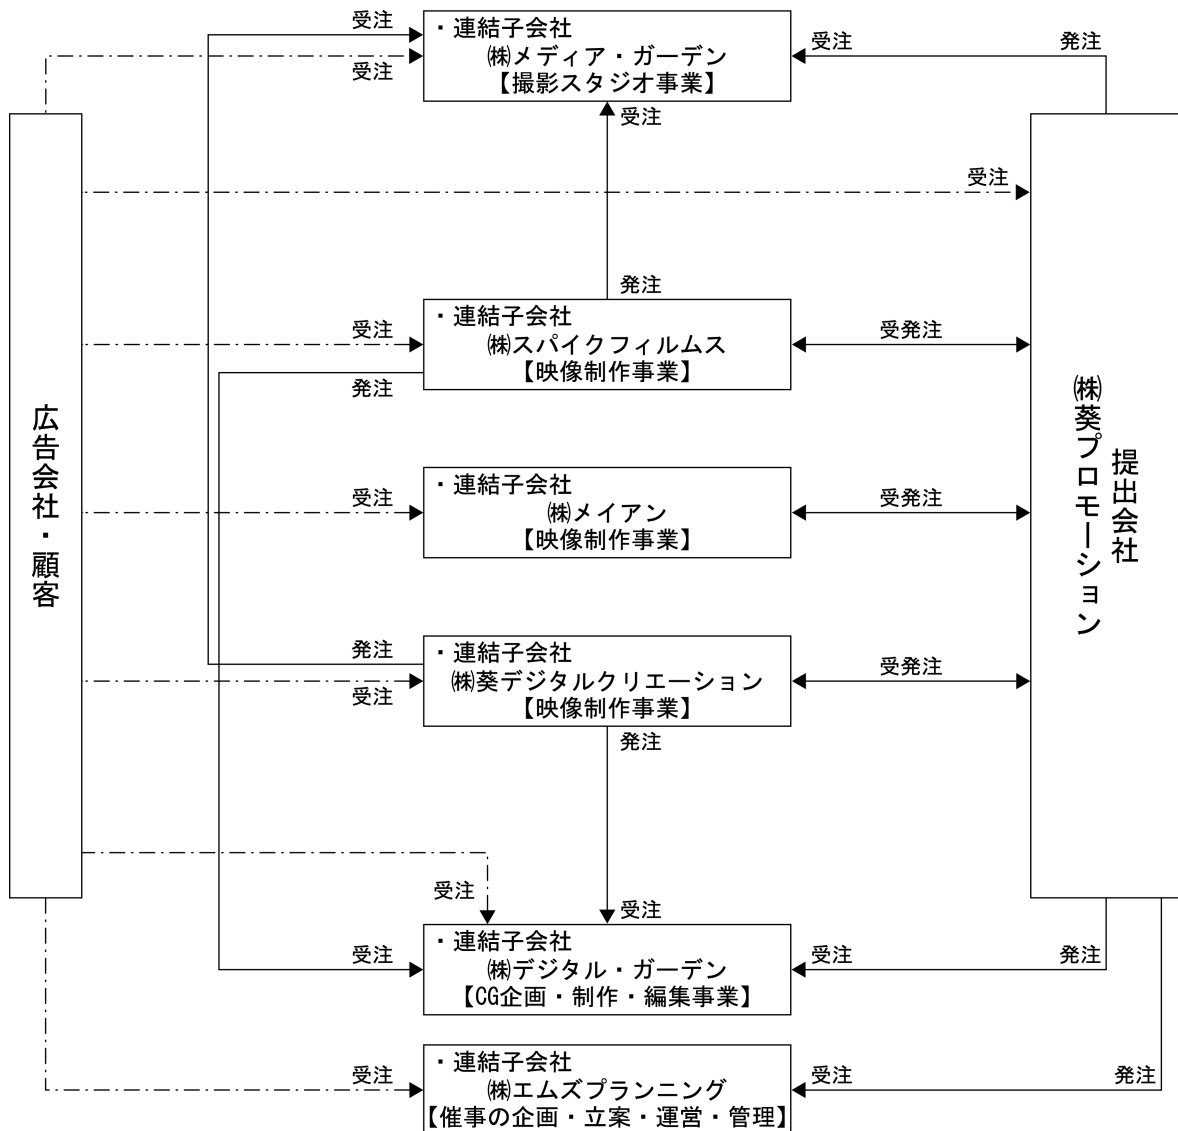 受注
・連結子会社
㈱メディア・ガーデン
【撮影スタジオ事業】
受注
受注
発注
受注
受注
発注
・連結子会社
㈱スパイクフィルムス
【映像制作事業】
受注
発注
受発注
広告会社・顧客
提出会社
㈱葵プロモーション
・連結子会社
㈱メイアン
【映像制作事業】
受注
受発注
・連結子会社
㈱葵デジタルクリエーション
【映像制作事業】
発注
受注
受発注
発注
受注
受注
・連結子会社
㈱デジタル・ガーデン
【CG企画・制作・編集事業】
受注
受注
発注
・連結子会社
㈱エムズプランニング
【催事の企画・立案・運営・管理】
受注
受注
発注